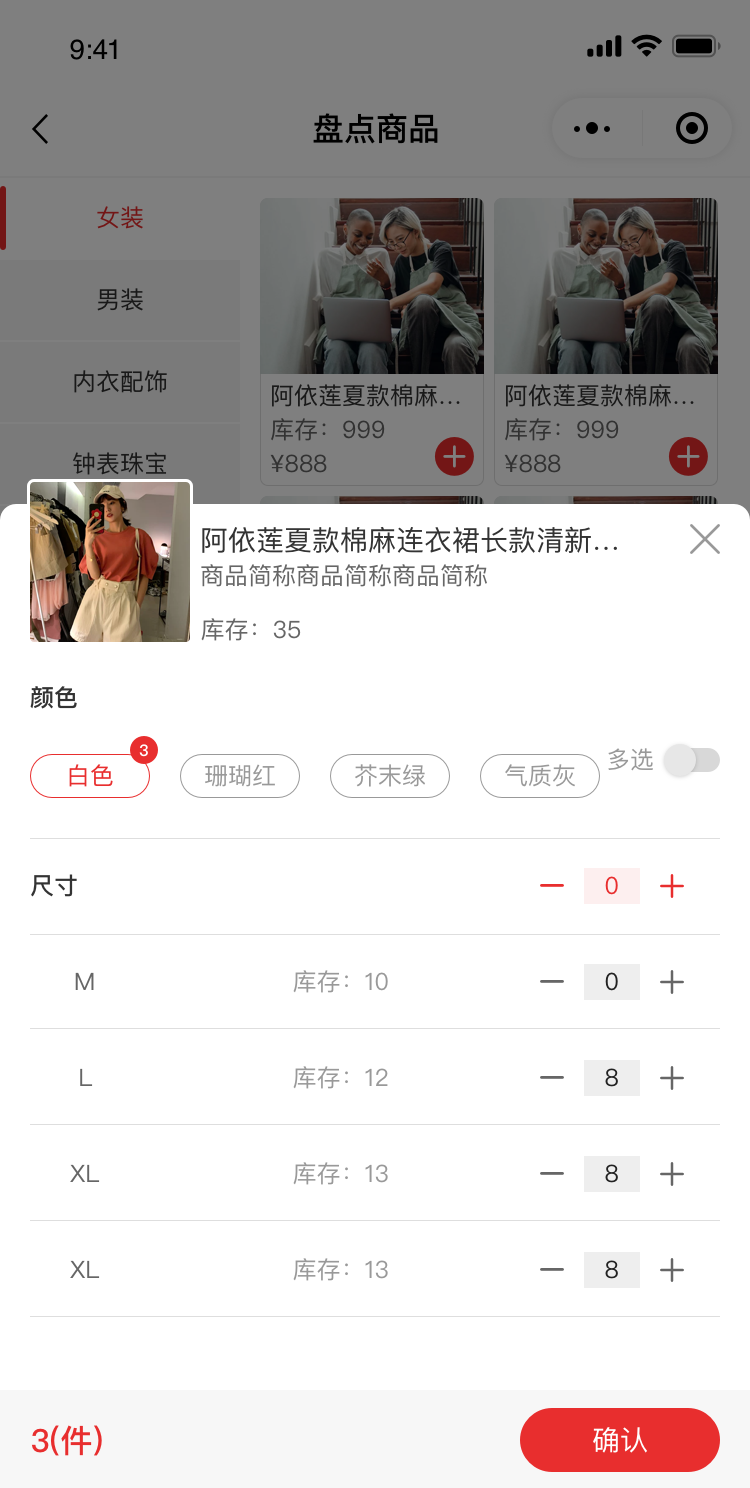 9:41
盘点商品
女装
男装
内衣配饰
钟表珠宝
阿依莲夏款棉麻...
库存：999
¥888
阿依莲夏款棉麻...
库存：999
¥888
阿依莲夏款棉麻连衣裙长款清新...
商品简称商品简称商品简称
库存：35
颜色
白色 3 珊瑚红 芥末绿 气质灰 多选
尺寸 0
M 库存：10 0
L 库存：12 8
XL 库存：13 8
XL 库存：13 8
3(件) 确认